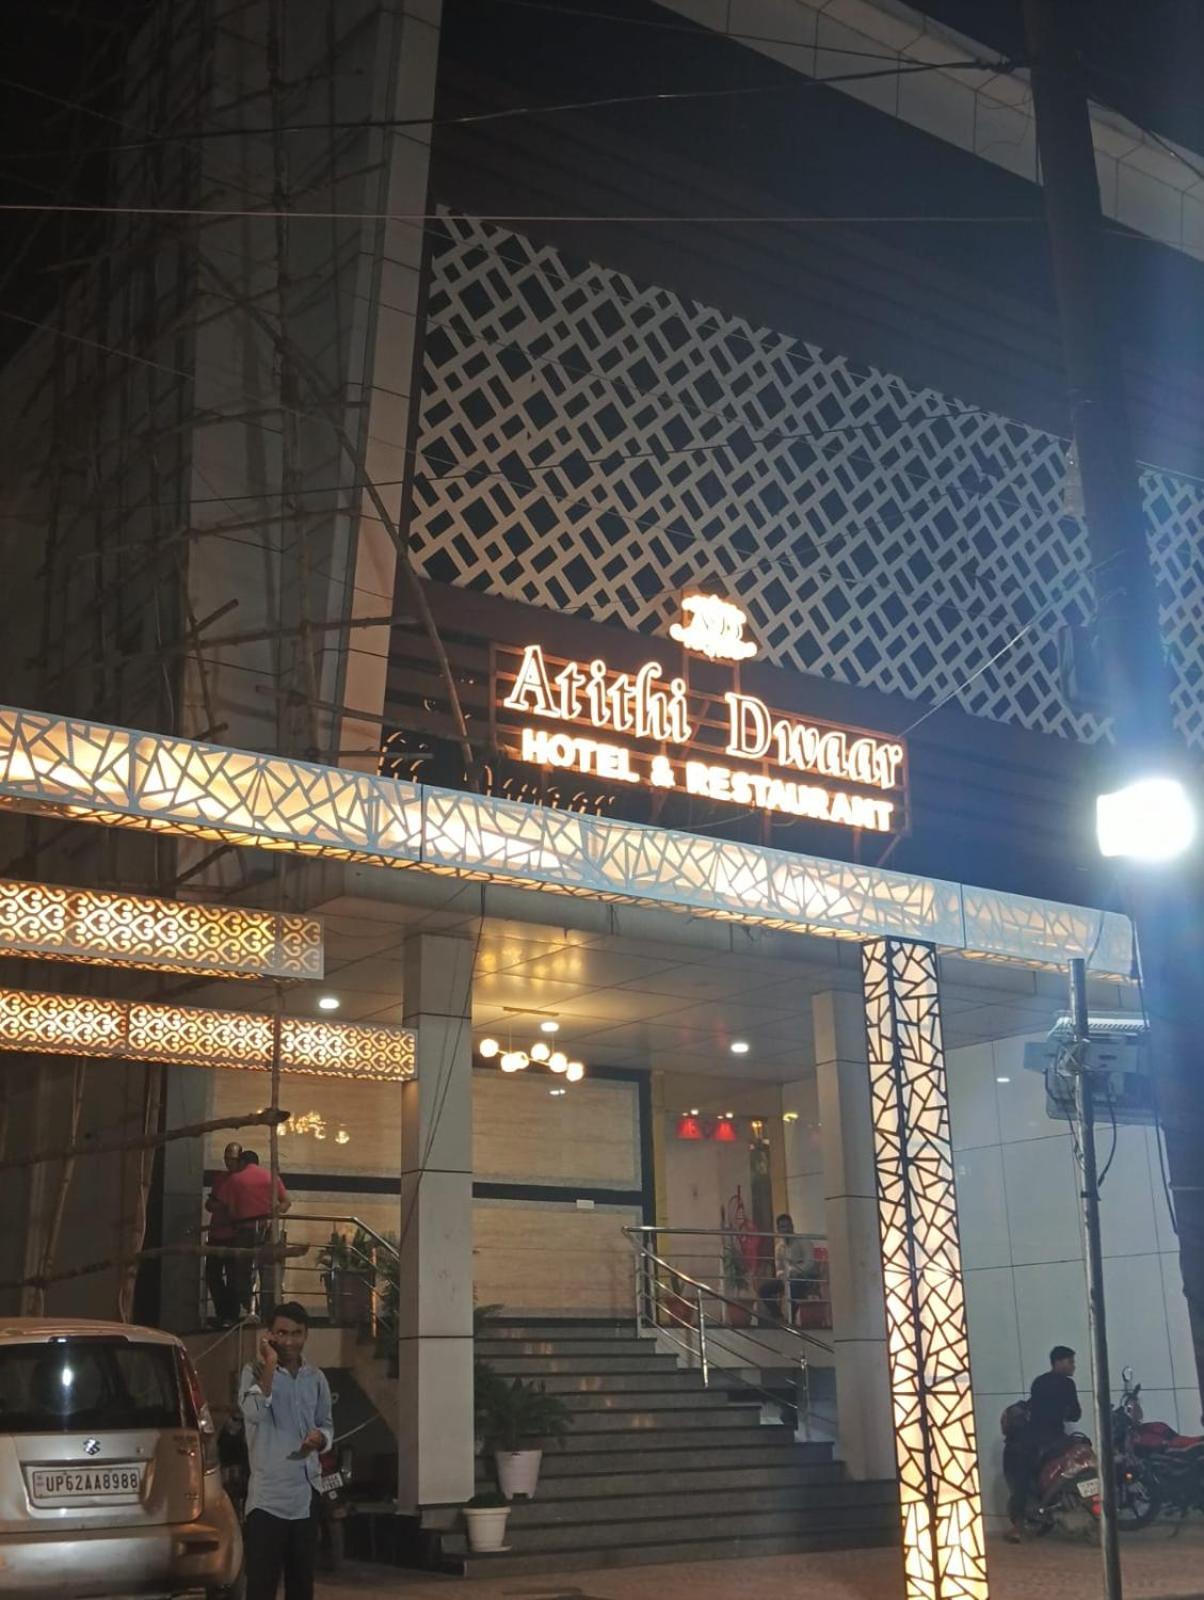 Atithi Dwaar
HOTEL & RESTAURANT
UP62AA8988